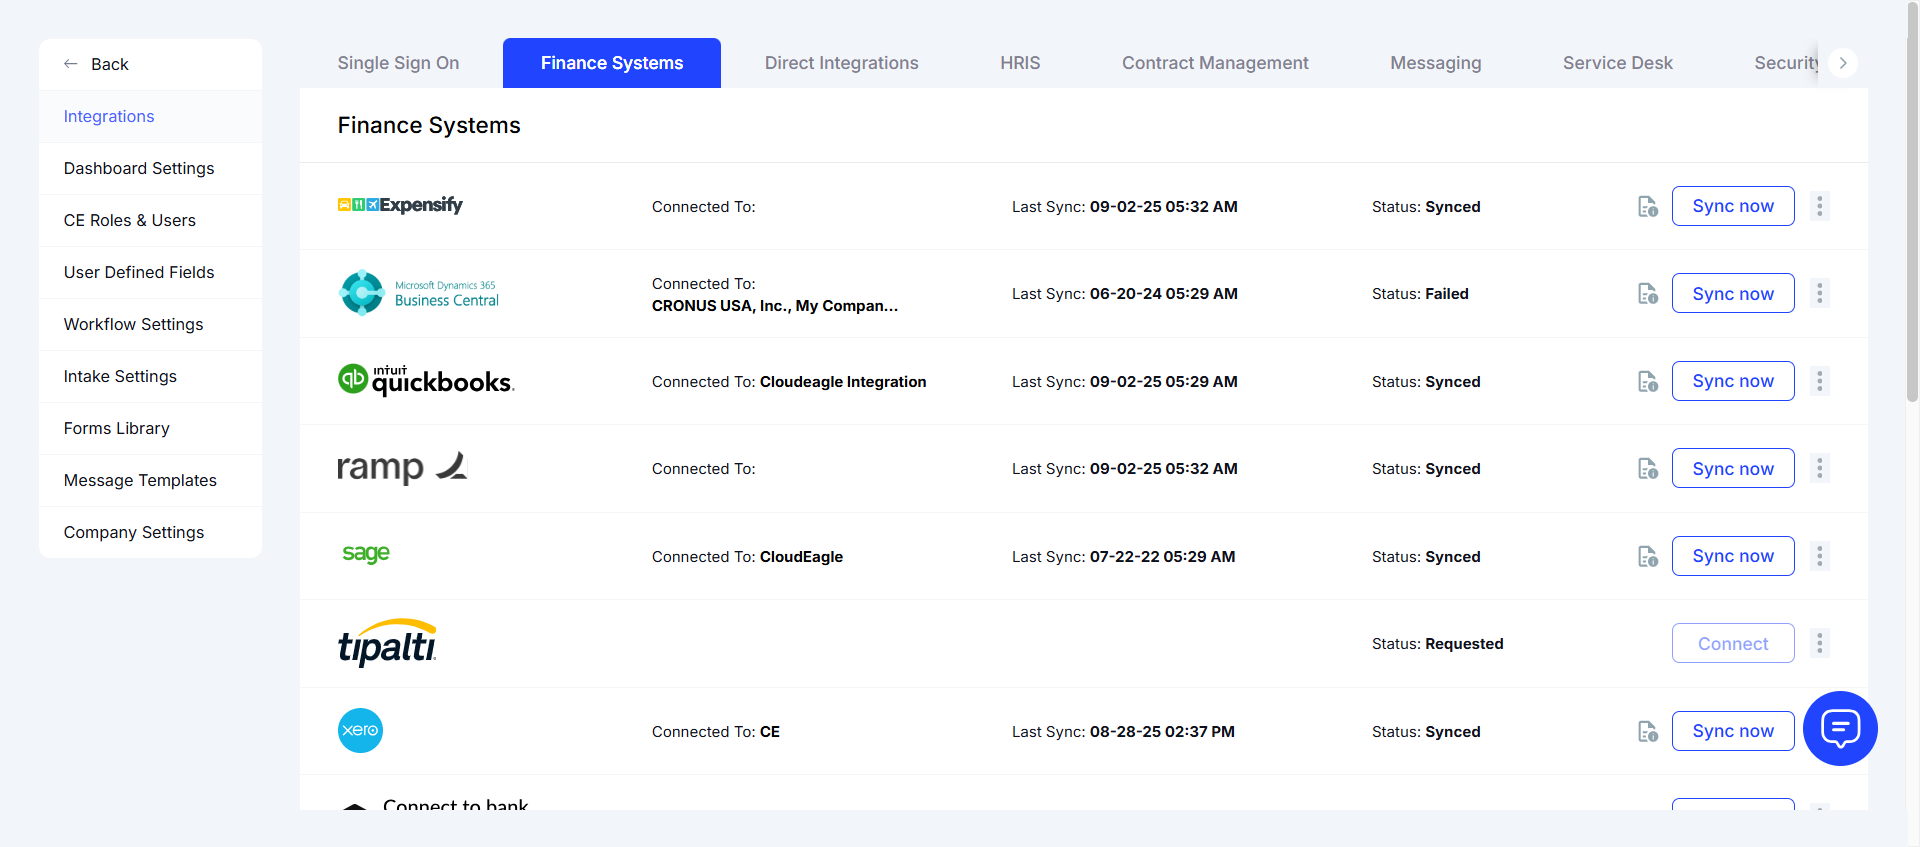 Back
Integrations
Dashboard Settings
CE Roles & Users
User Defined Fields
Workflow Settings
Intake Settings
Forms Library
Message Templates
Company Settings
Single Sign On
Finance Systems
Direct Integrations
HRIS
Contract Management
Messaging
Service Desk
Security
Finance Systems
Expensify
Connected To:
Last Sync: 09-02-25 05:32 AM
Status: Synced
Sync now
Microsoft Dynamics 365
Business Central
Connected To:
CRONUS USA, Inc., My Compan...
Last Sync: 06-20-24 05:29 AM
Status: Failed
Sync now
qb
intuit
quickbooks.
Connected To: Cloudeagle Integration
Last Sync: 09-02-25 05:29 AM
Status: Synced
Sync now
ramp
Connected To:
Last Sync: 09-02-25 05:32 AM
Status: Synced
Sync now
sage
Connected To: CloudEagle
Last Sync: 07-22-22 05:29 AM
Status: Synced
Sync now
tipalti
Status: Requested
Connect
xero
Connected To: CE
Last Sync: 08-28-25 02:37 PM
Status: Synced
Sync now
Connect to bank